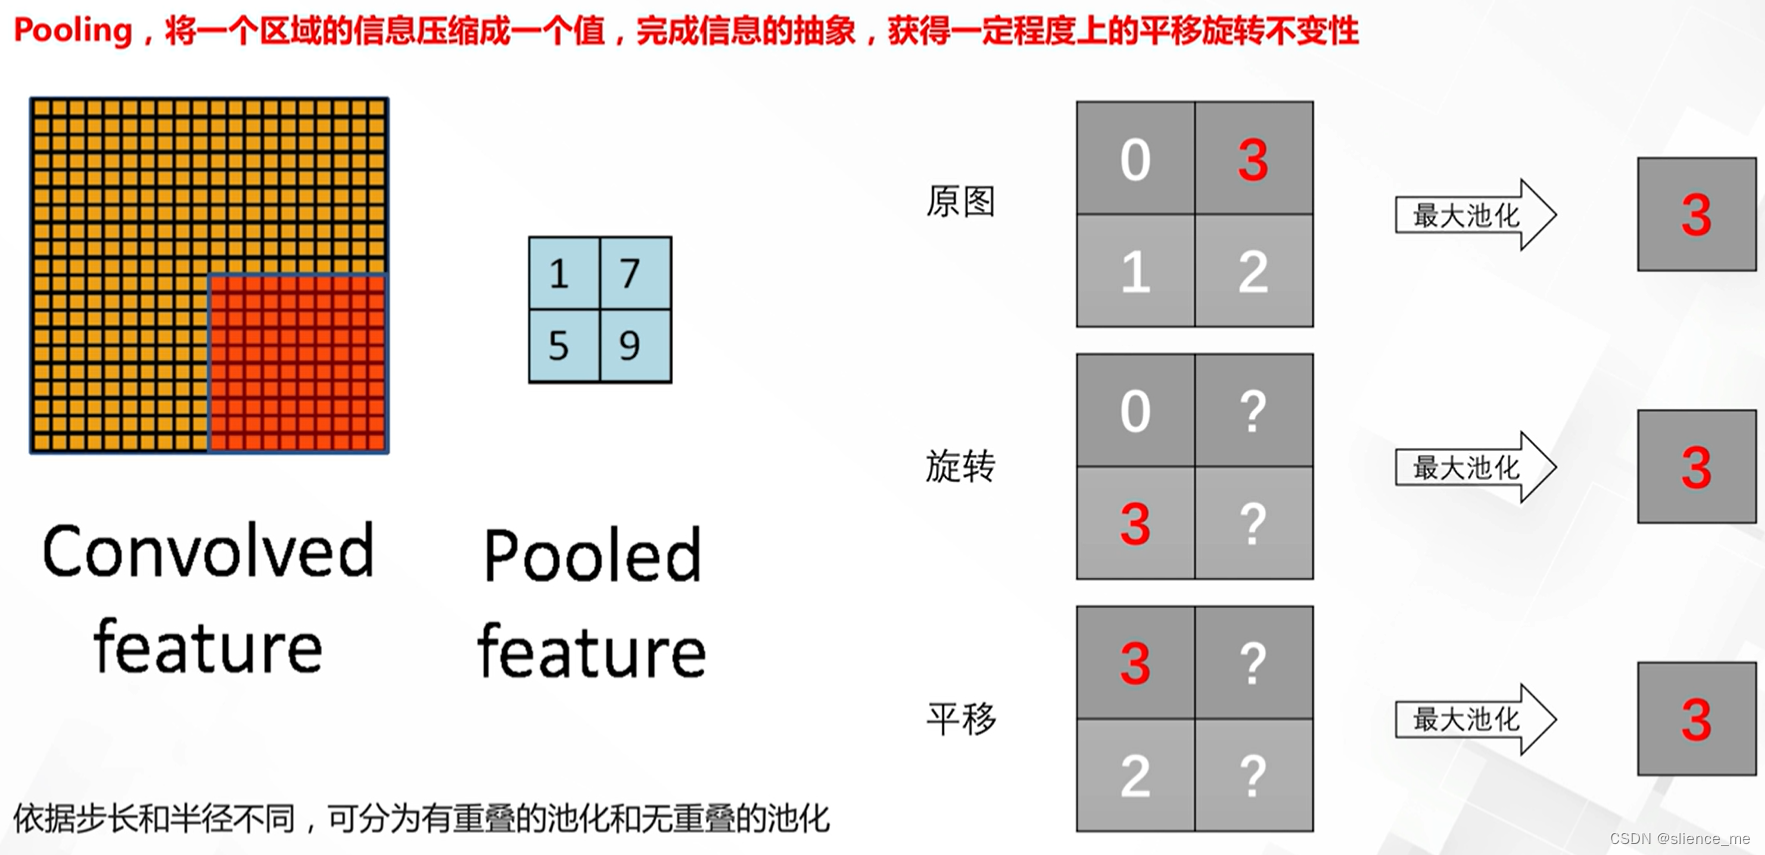 Pooling，将一个区域的信息压缩成一个值，完成信息的抽象，获得一定程度上的平移旋转不变性
1 7
5 9
Convolved
feature
Pooled
feature
依据步长和半径不同，可分为有重叠的池化和无重叠的池化
原图
0 3
1 2
最大池化
3
旋转
0 ?
3 ?
最大池化
3
平移
3 ?
2 ?
最大池化
3
CSDN @slience_me